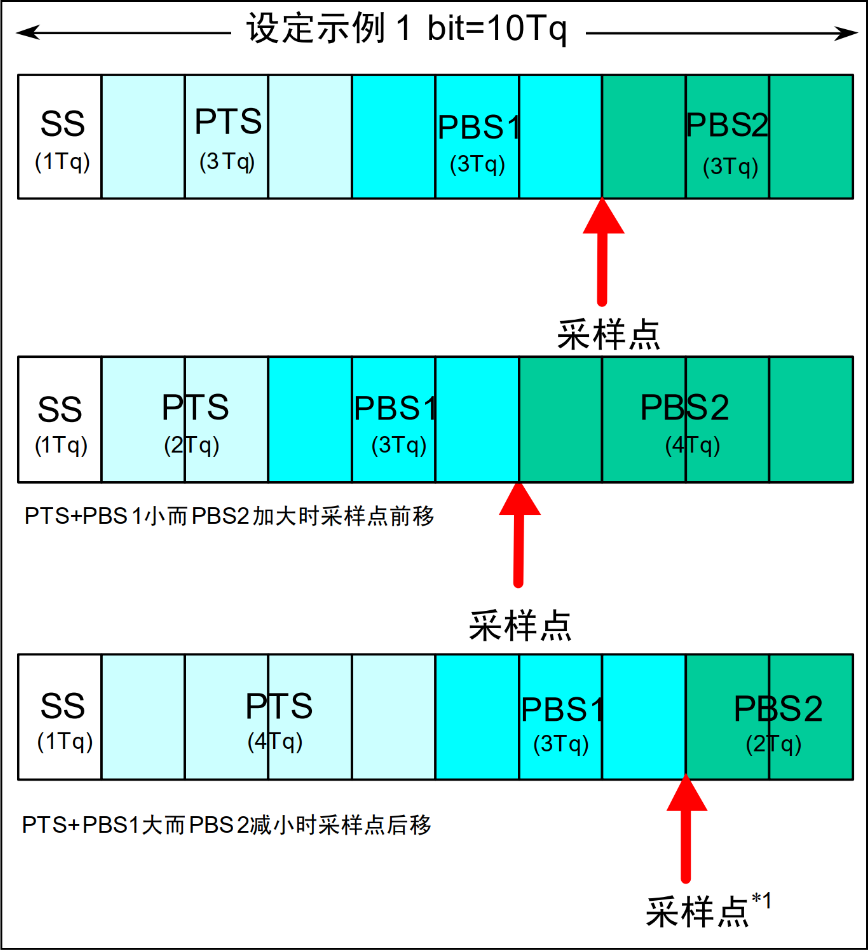 设定示例 1 bit=10Tq
SS PTS PBS1 PBS2
(1Tq) (3Tq) (3Tq) (3Tq)
采样点
SS PTS PBS1 PBS2
(1Tq) (2Tq) (3Tq) (4Tq)
PTS+PBS1小而PBS2加大时采样点前移
采样点
SS PTS PBS1 PBS2
(1Tq) (4Tq) (3Tq) (2Tq)
PTS+PBS1大而PBS2减小时采样点后移
采样点*1